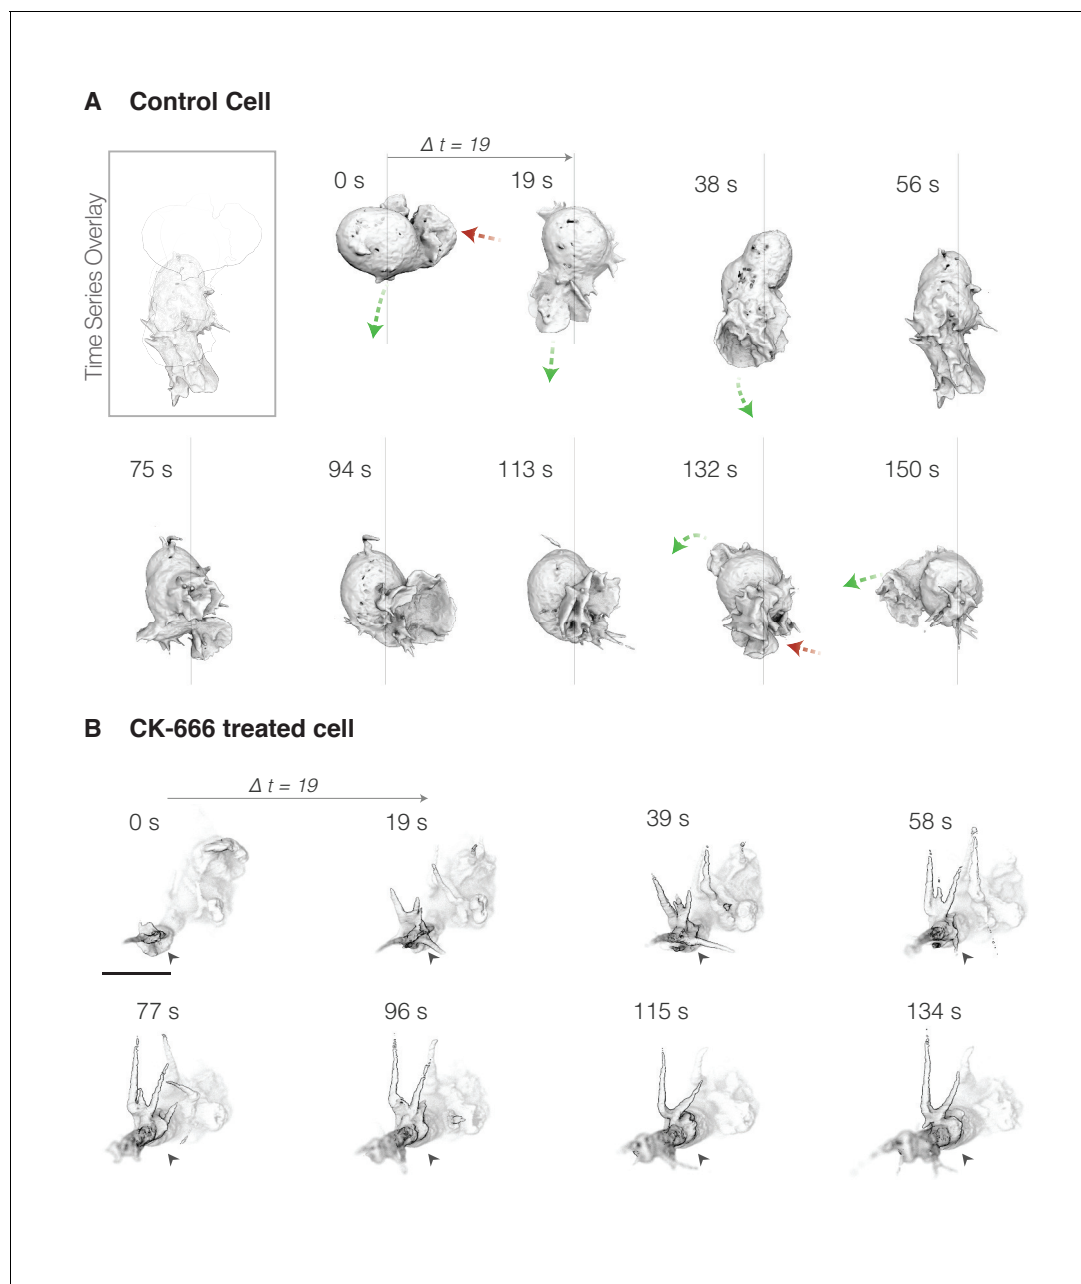 A Control Cell
Time Series Overlay
Δ t = 19
0 s
19 s
38 s
56 s
75 s
94 s
113 s
132 s
150 s
B CK-666 treated cell
Δ t = 19
0 s
19 s
39 s
58 s
77 s
96 s
115 s
134 s